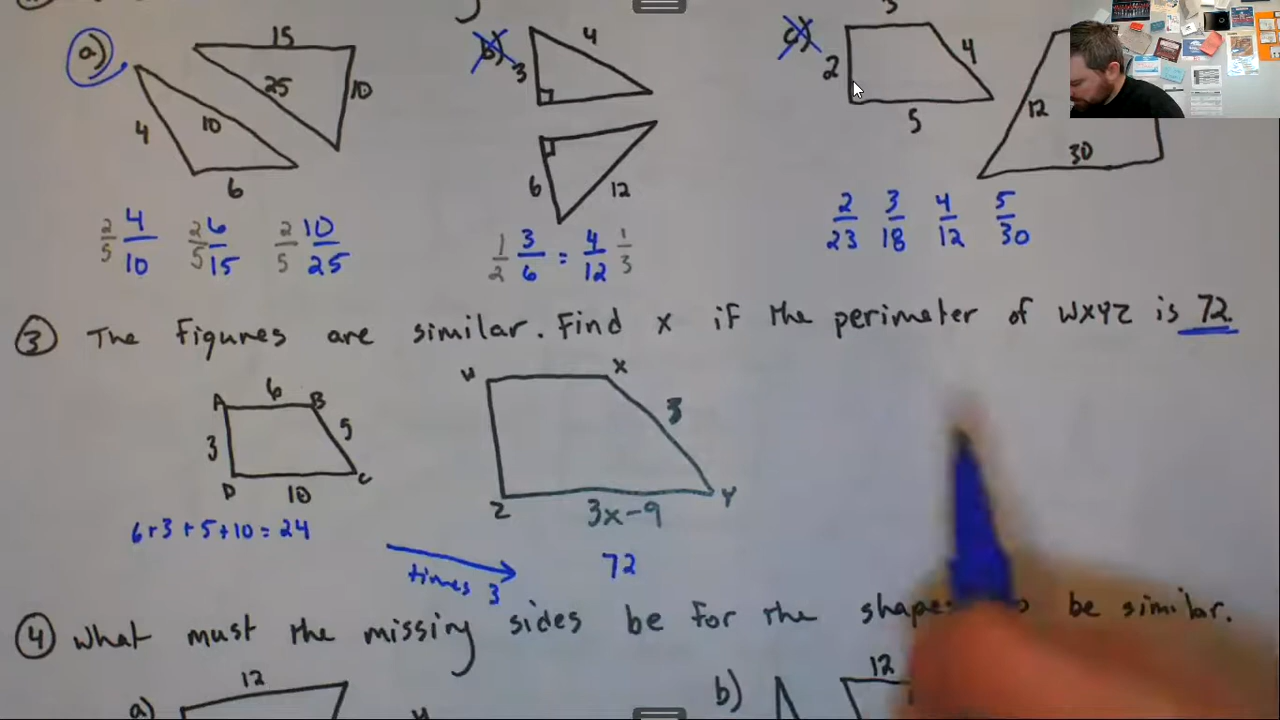 a) 15 25 10
4 10 6
b) 3 4
6 12
c) 3 2 4 5
12 30
2/5 4/10 2/5 6/15 2/5 10/25
1/2 3/6 = 4/12 1/3
2/23 3/18 4/12 5/30
③ The figures are similar. Find x if the perimeter of WXYZ is 72.
A 6 B
3 5
D 10 C
6+3+5+10=24
W X
3
Z 3x-9 Y
times 3
72
④ What must the missing sides be for the be similar.
a) 12
b) 12